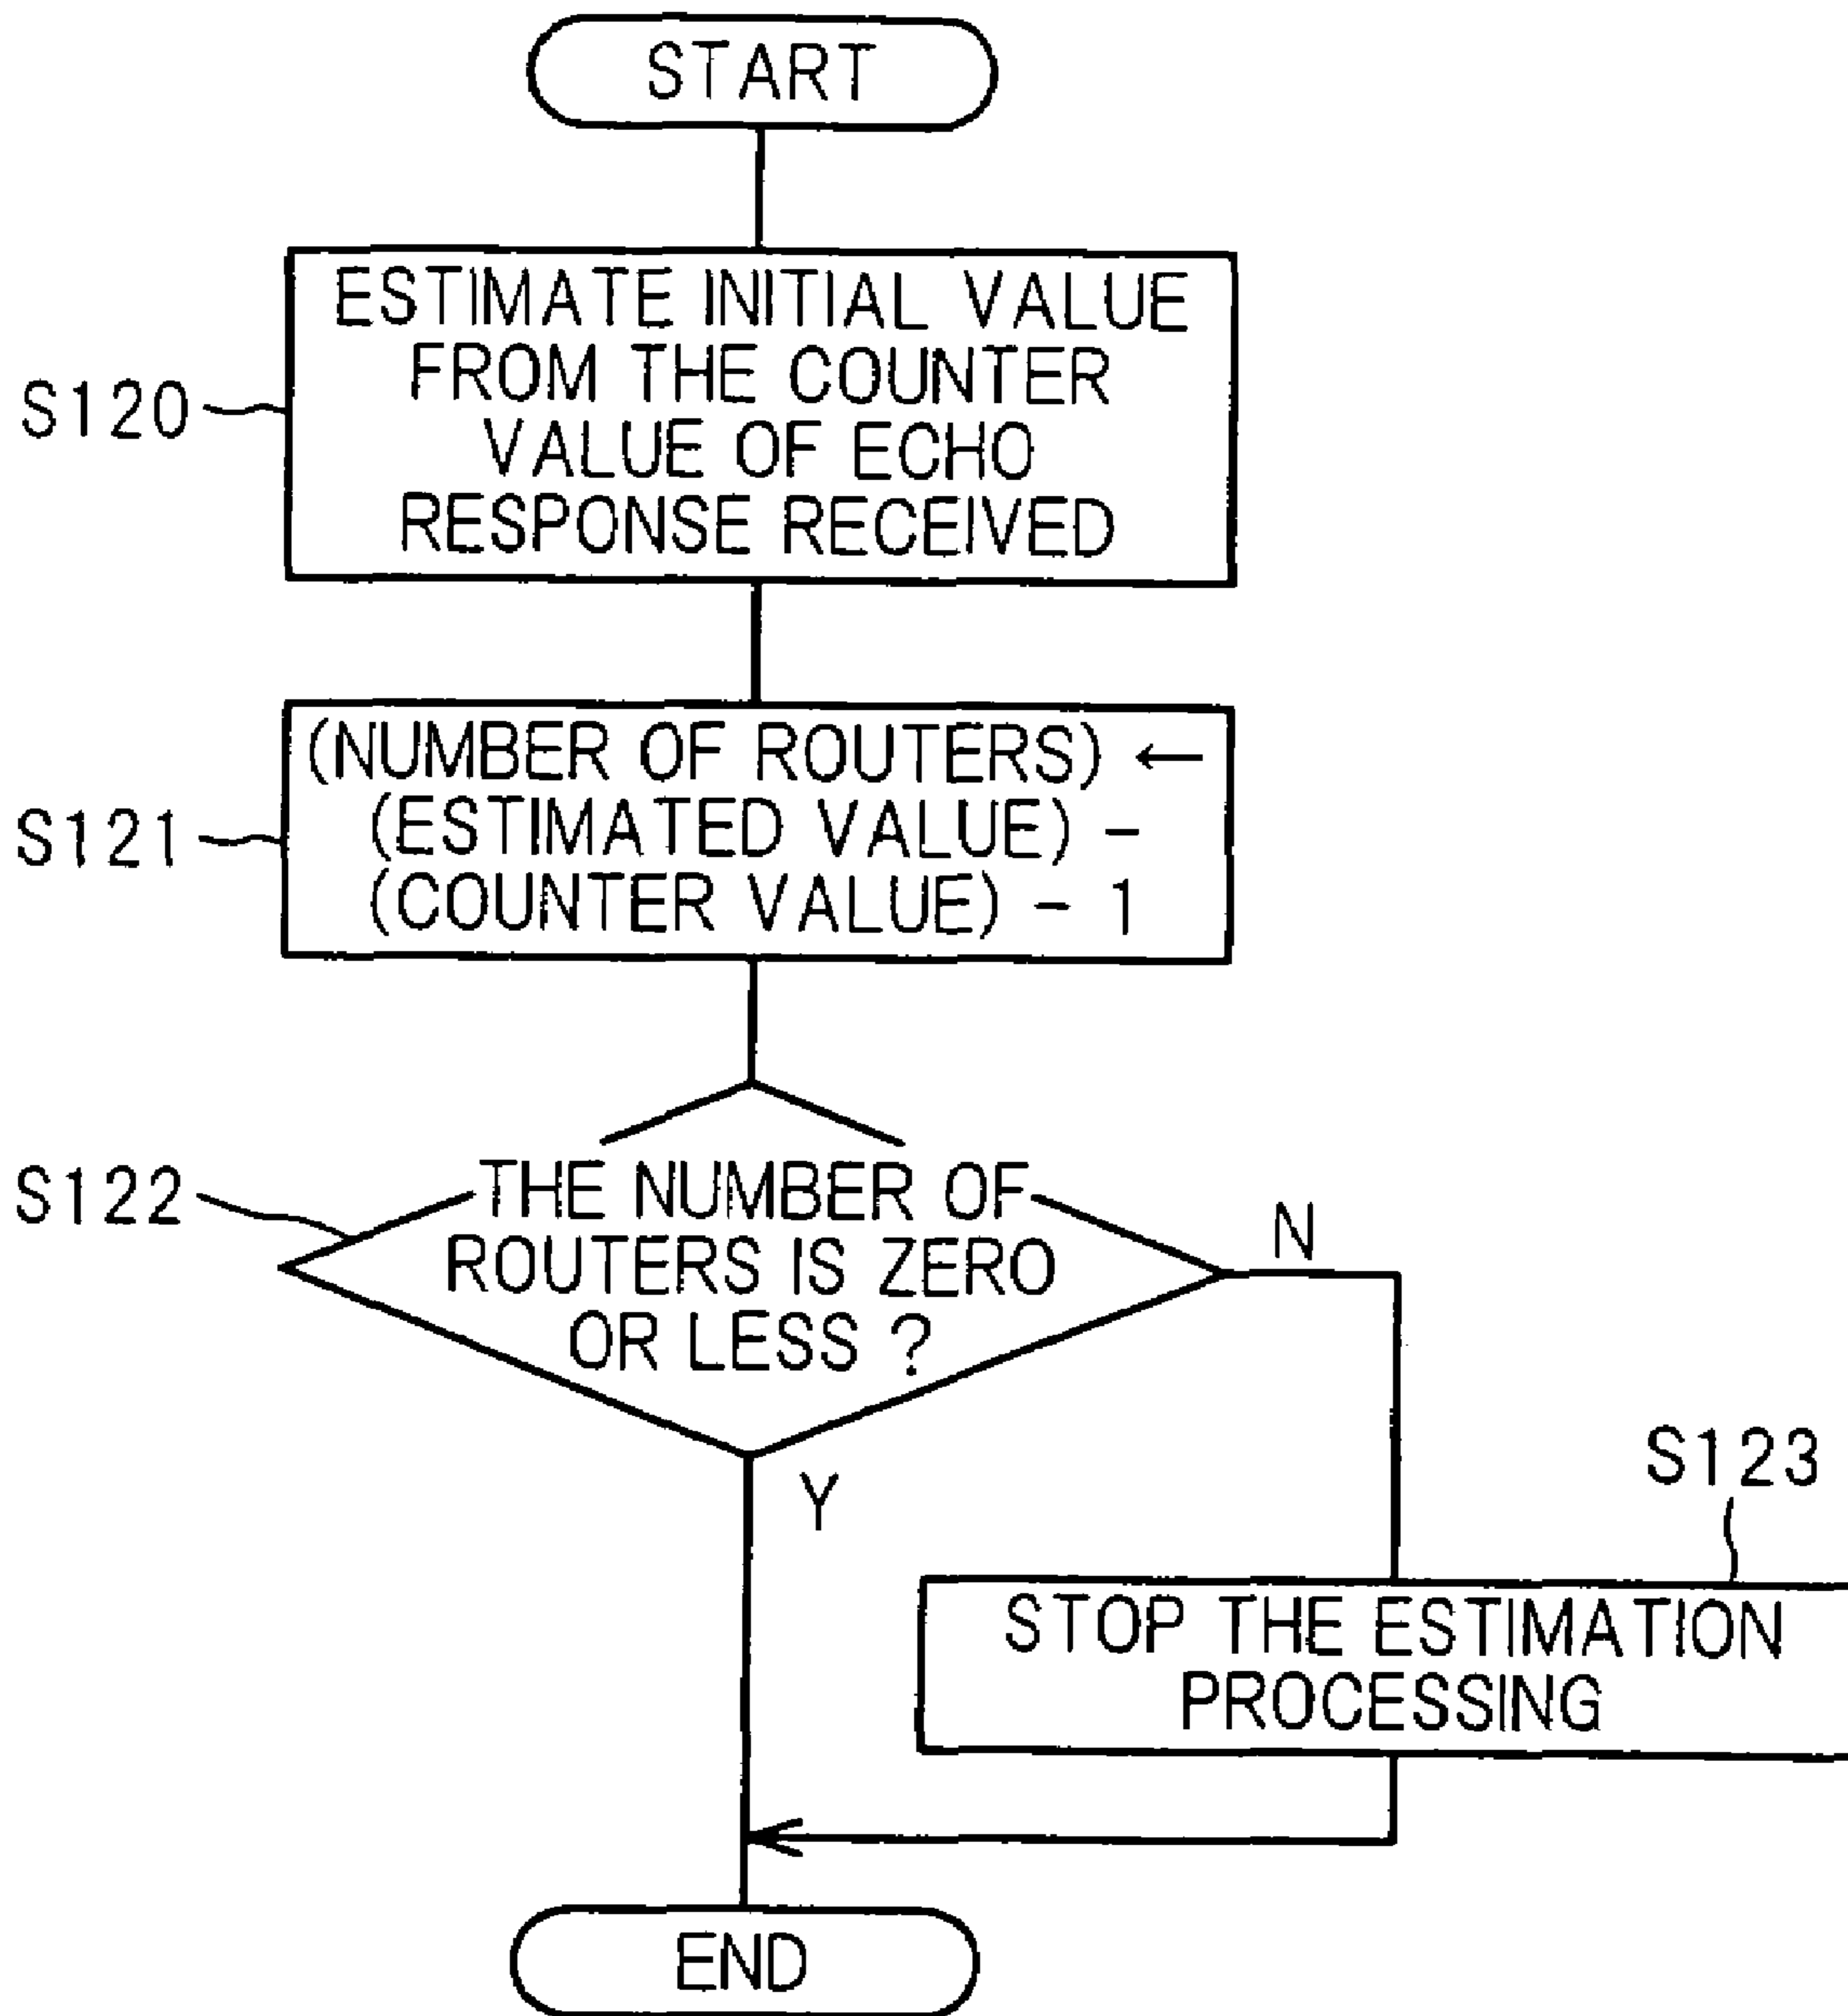 START
S120
ESTIMATE INITIAL VALUE
FROM THE COUNTER
VALUE OF ECHO
RESPONSE RECEIVED
S121
(NUMBER OF ROUTERS) ←
(ESTIMATED VALUE) -
(COUNTER VALUE) - 1
S122
THE NUMBER OF
ROUTERS IS ZERO
OR LESS ?
N
Y
S123
STOP THE ESTIMATION
PROCESSING
END